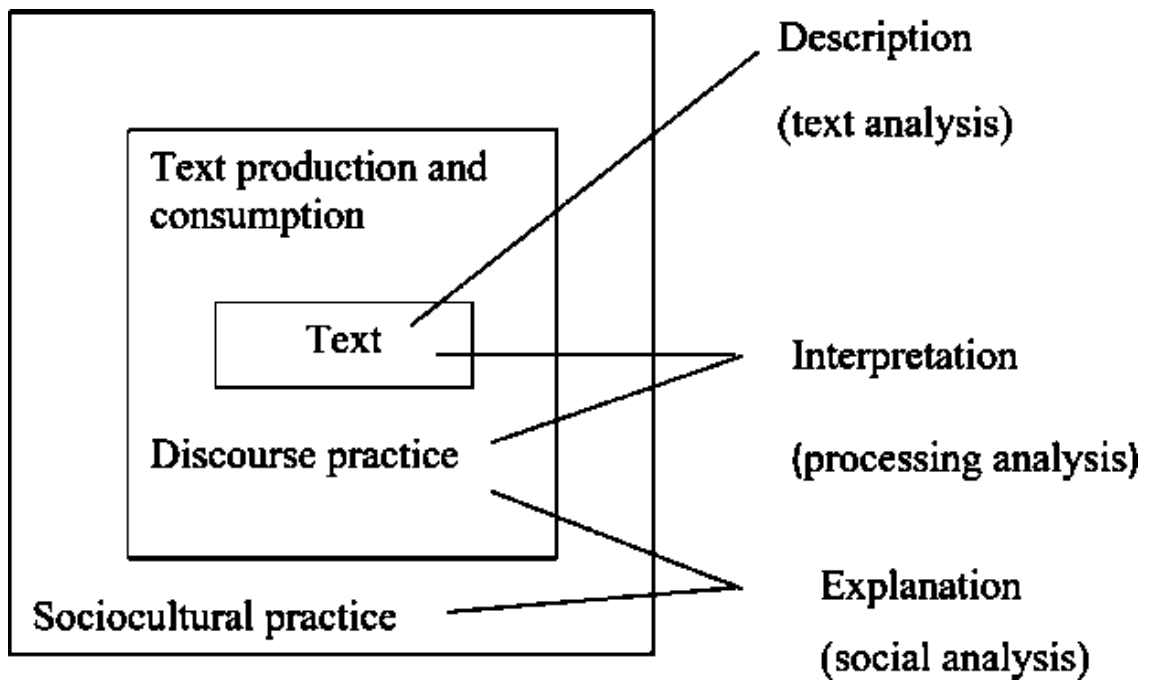 Description
(text analysis)
Text production and
consumption
Text
Interpretation
Discourse practice
(processing analysis)
Explanation
Sociocultural practice
(social analysis)